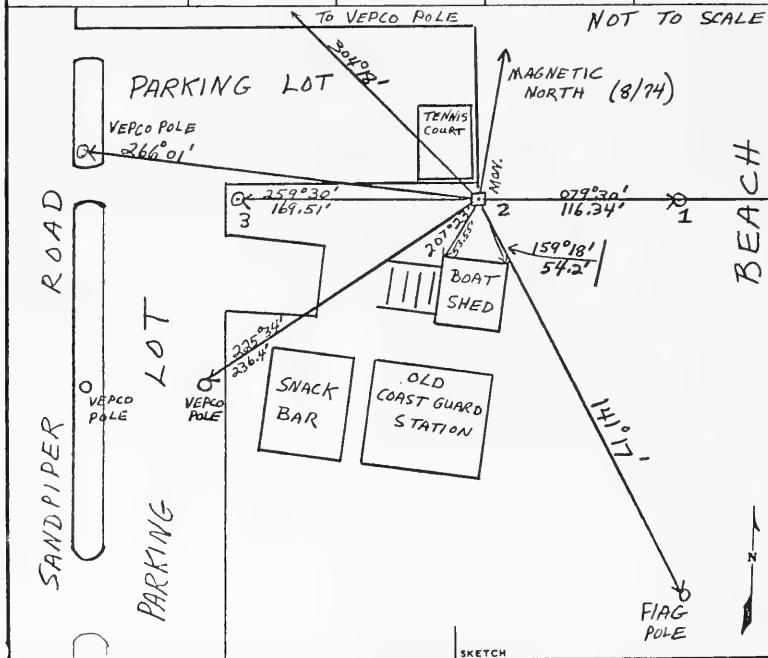 TO VEPCO POLE
NOT TO SCALE
304°18'
PARKING LOT
MAGNETIC
NORTH (8/74)
TENNIS
COURT
VEPCO POLE
266°01'
MON.
BEACH
259°30'
169.51'
3
2
079°30'
116.34'
1
207°23'
53.55'
159°18'
54.2'
BOAT
SHED
SANDPIPER ROAD
PARKING LOT
225°34'
236.4'
VEPCO
POLE
VEPCO
POLE
SNACK
BAR
OLD
COAST GUARD
STATION
141°17'
N
FLAG
POLE
SKETCH